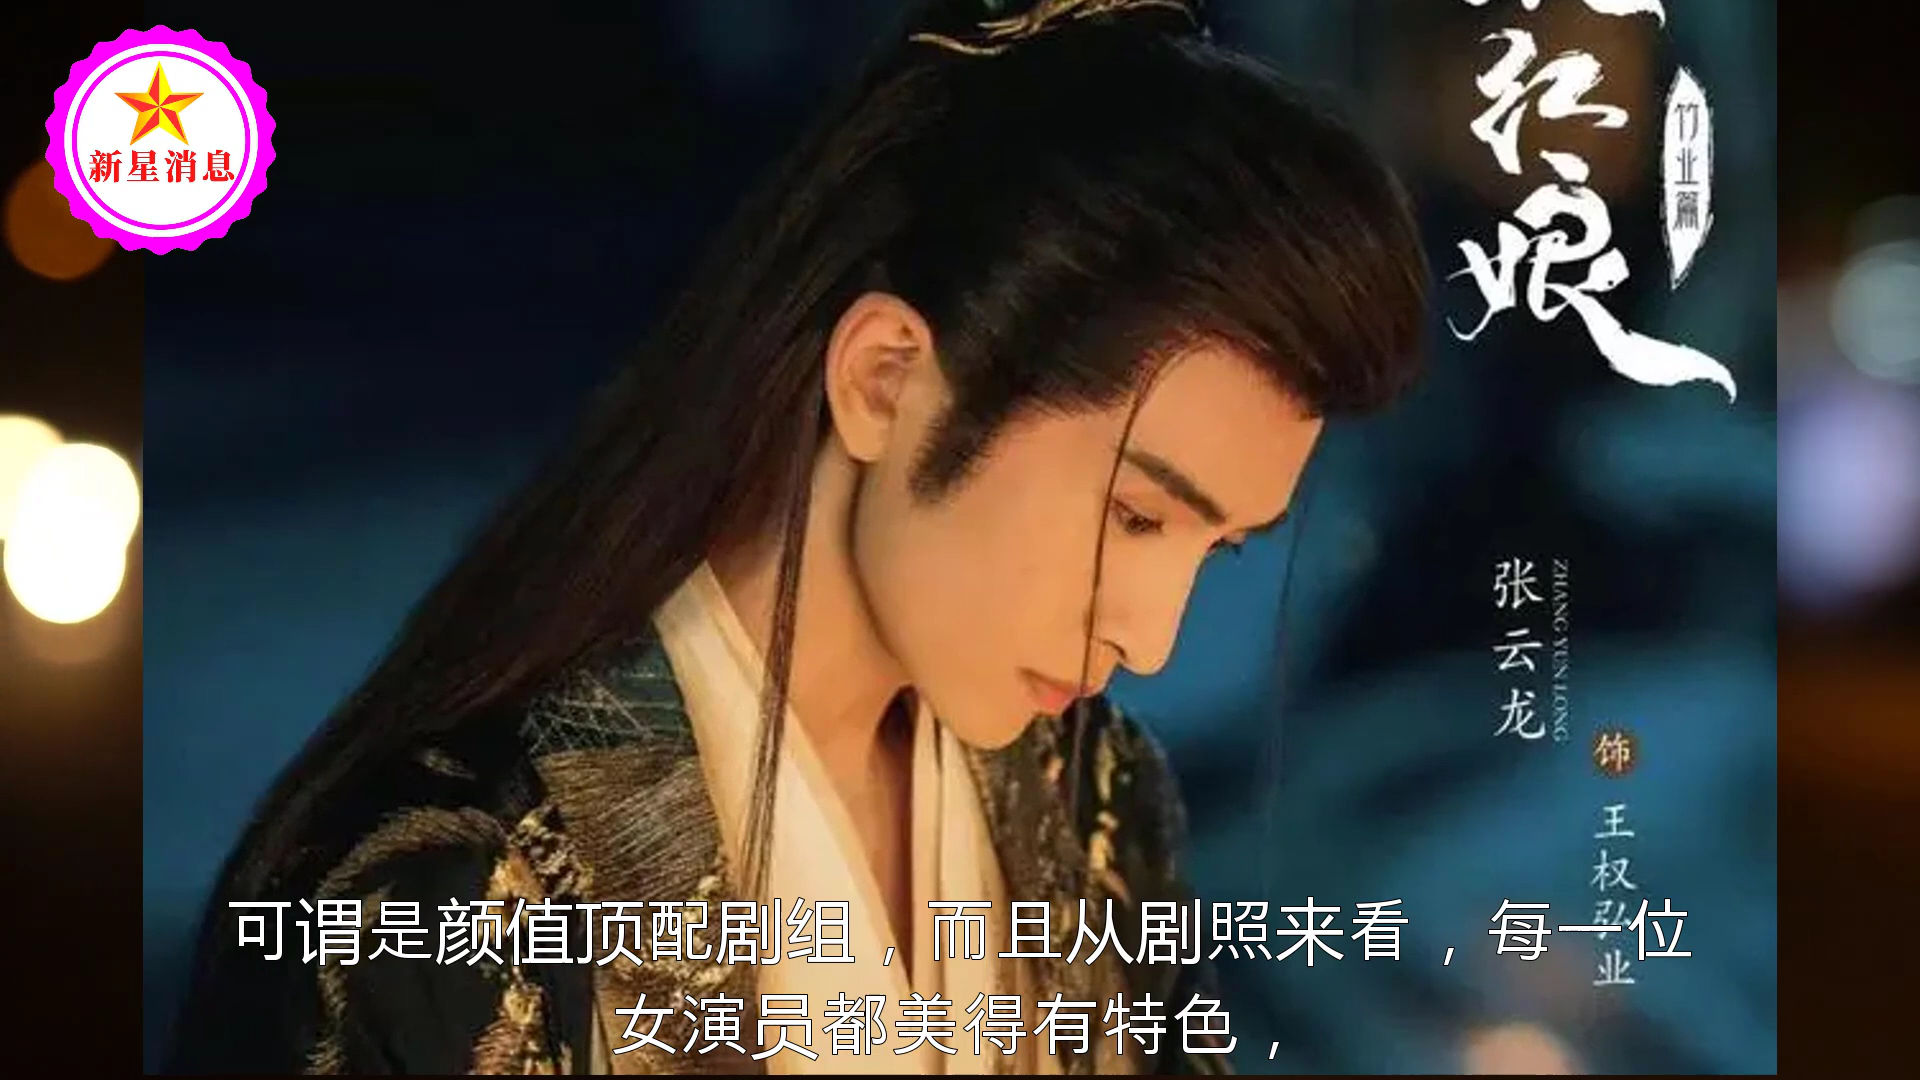 新星消息
红娘
竹业篇
张云龙
ZHANG YUN LONG
饰
王权弘业
可谓是颜值顶配剧组，而且从剧照来看，每一位
女演员都美得有特色，